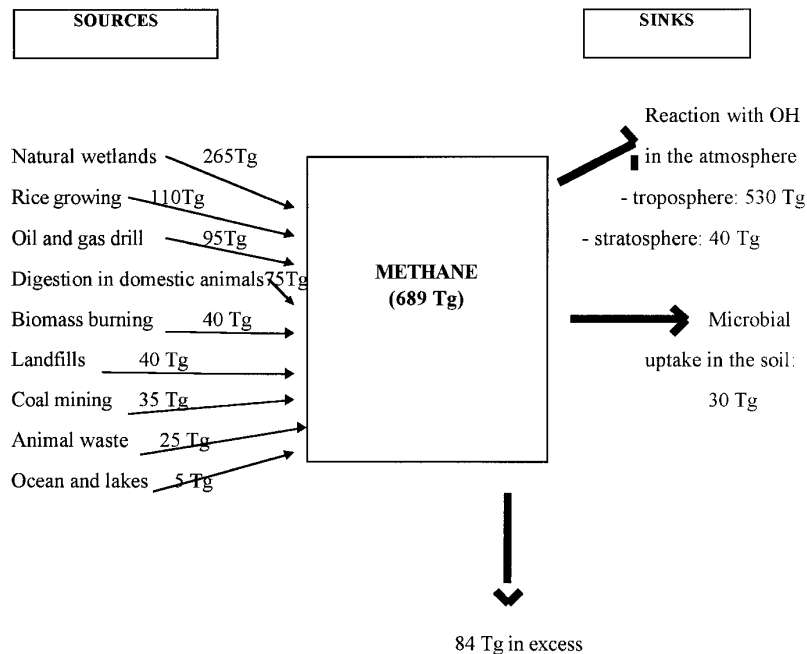 SOURCES
SINKS
Natural wetlands 265Tg
Rice growing 110Tg
Oil and gas drill 95Tg
Digestion in domestic animals 75Tg
Biomass burning 40 Tg
Landfills 40 Tg
Coal mining 35 Tg
Animal waste 25 Tg
Ocean and lakes 5 Tg
METHANE
(689 Tg)
Reaction with OH
in the atmosphere
- troposphere: 530 Tg
- stratosphere: 40 Tg
Microbial
uptake in the soil:
30 Tg
84 Tg in excess